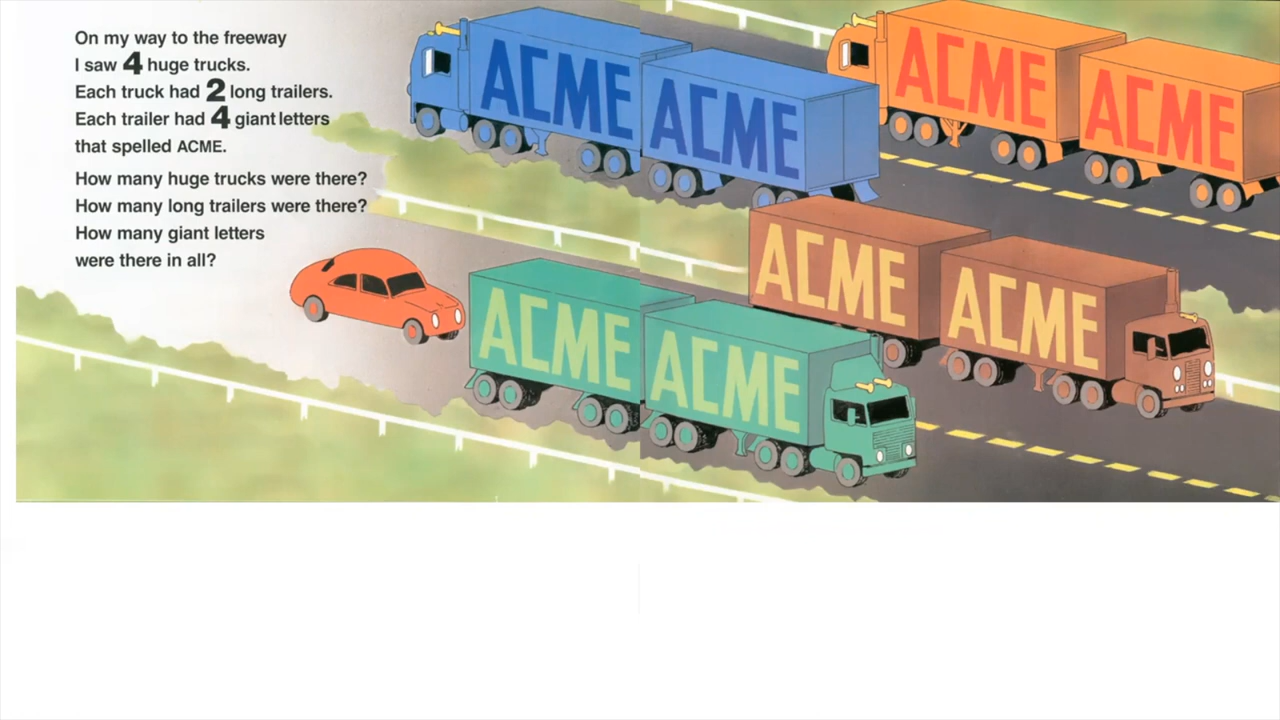 On my way to the freeway
I saw 4 huge trucks.
Each truck had 2 long trailers.
Each trailer had 4 giant letters
that spelled ACME.
How many huge trucks were there?
How many long trailers were there?
How many giant letters
were there in all?
ACME
ACME
ACME
ACME
ACME
ACME
ACME
ACME